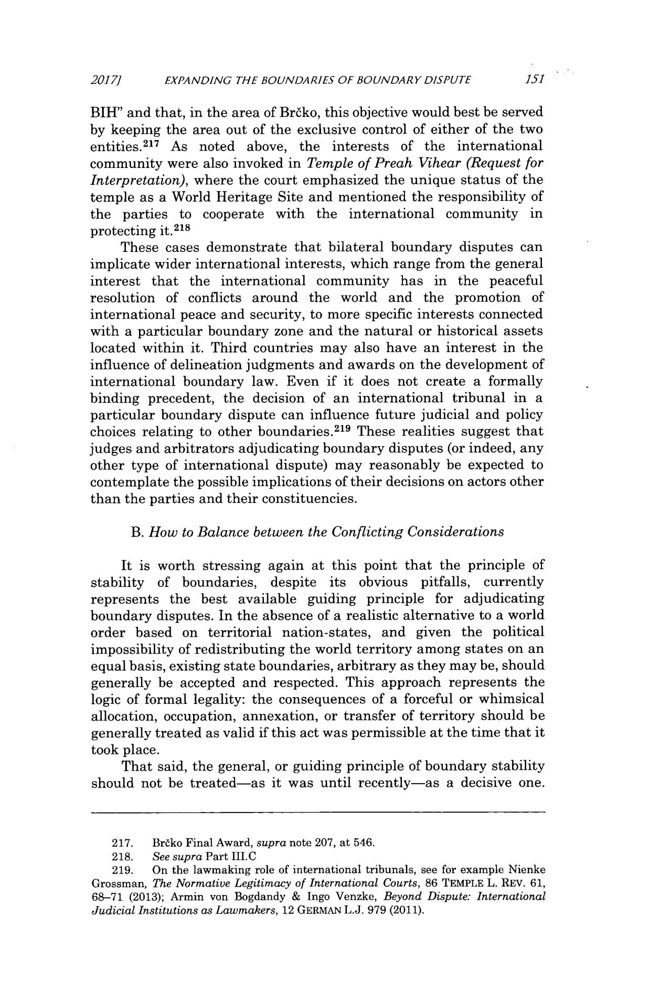 2017] EXPANDING THE BOUNDARIES OF BOUNDARY DISPUTE 151
BIH” and that, in the area of Brčko, this objective would best be served
by keeping the area out of the exclusive control of either of the two
entities.217 As noted above, the interests of the international
community were also invoked in Temple of Preah Vihear (Request for
Interpretation), where the court emphasized the unique status of the
temple as a World Heritage Site and mentioned the responsibility of
the parties to cooperate with the international community in
protecting it.218
These cases demonstrate that bilateral boundary disputes can
implicate wider international interests, which range from the general
interest that the international community has in the peaceful
resolution of conflicts around the world and the promotion of
international peace and security, to more specific interests connected
with a particular boundary zone and the natural or historical assets
located within it. Third countries may also have an interest in the
influence of delineation judgments and awards on the development of
international boundary law. Even if it does not create a formally
binding precedent, the decision of an international tribunal in a
particular boundary dispute can influence future judicial and policy
choices relating to other boundaries.219 These realities suggest that
judges and arbitrators adjudicating boundary disputes (or indeed, any
other type of international dispute) may reasonably be expected to
contemplate the possible implications of their decisions on actors other
than the parties and their constituencies.
B. How to Balance between the Conflicting Considerations
It is worth stressing again at this point that the principle of
stability of boundaries, despite its obvious pitfalls, currently
represents the best available guiding principle for adjudicating
boundary disputes. In the absence of a realistic alternative to a world
order based on territorial nation-states, and given the political
impossibility of redistributing the world territory among states on an
equal basis, existing state boundaries, arbitrary as they may be, should
generally be accepted and respected. This approach represents the
logic of formal legality: the consequences of a forceful or whimsical
allocation, occupation, annexation, or transfer of territory should be
generally treated as valid if this act was permissible at the time that it
took place.
That said, the general, or guiding principle of boundary stability
should not be treated—as it was until recently—as a decisive one.
217. Brčko Final Award, supra note 207, at 546.
218. See supra Part III.C
219. On the lawmaking role of international tribunals, see for example Nienke
Grossman, The Normative Legitimacy of International Courts, 86 TEMPLE L. REV. 61,
68–71 (2013); Armin von Bogdandy & Ingo Venzke, Beyond Dispute: International
Judicial Institutions as Lawmakers, 12 GERMAN L.J. 979 (2011).